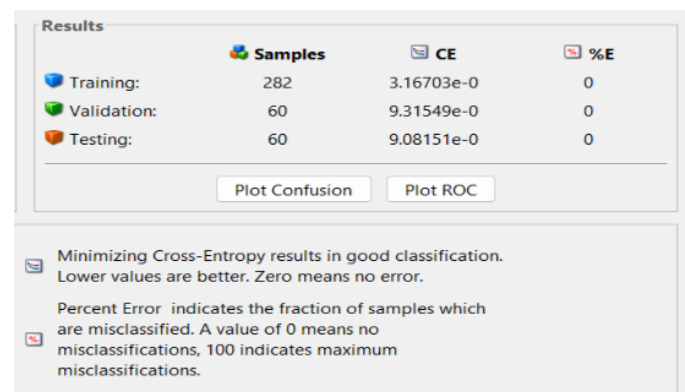 Results
Samples CE %E
Training: 282 3.16703e-0 0
Validation: 60 9.31549e-0 0
Testing: 60 9.08151e-0 0
Plot Confusion Plot ROC
Minimizing Cross-Entropy results in good classification.
Lower values are better. Zero means no error.
Percent Error indicates the fraction of samples which
are misclassified. A value of 0 means no
misclassifications, 100 indicates maximum
misclassifications.